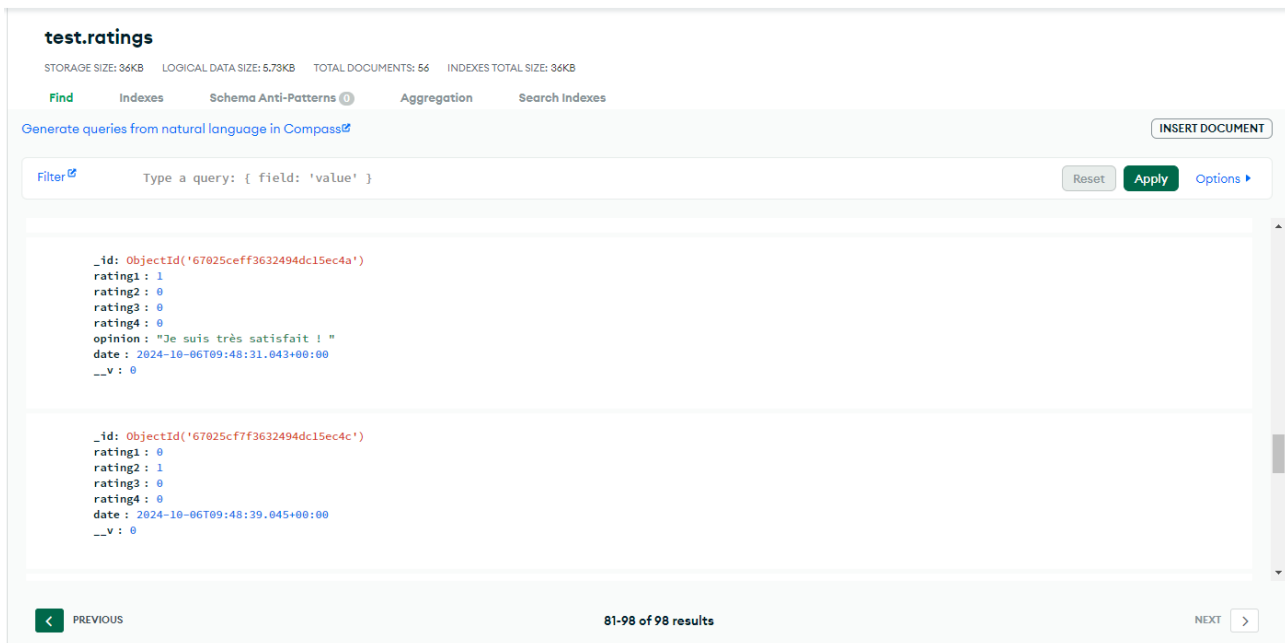 test.ratings
STORAGE SIZE: 36KB LOGICAL DATA SIZE: 5.73KB TOTAL DOCUMENTS: 56 INDEXES TOTAL SIZE: 36KB
Find Indexes Schema Anti-Patterns 0 Aggregation Search Indexes
Generate queries from natural language in Compass
INSERT DOCUMENT
Filter Type a query: { field: 'value' } Reset Apply Options
_id: ObjectId('67025ceff3632494dc15ec4a')
rating1 : 1
rating2 : 0
rating3 : 0
rating4 : 0
opinion : "Je suis très satisfait ! "
date : 2024-10-06T09:48:31.043+00:00
__v : 0
_id: ObjectId('67025cf7f3632494dc15ec4c')
rating1 : 0
rating2 : 1
rating3 : 0
rating4 : 0
date : 2024-10-06T09:48:39.045+00:00
__v : 0
PREVIOUS 81-98 of 98 results NEXT